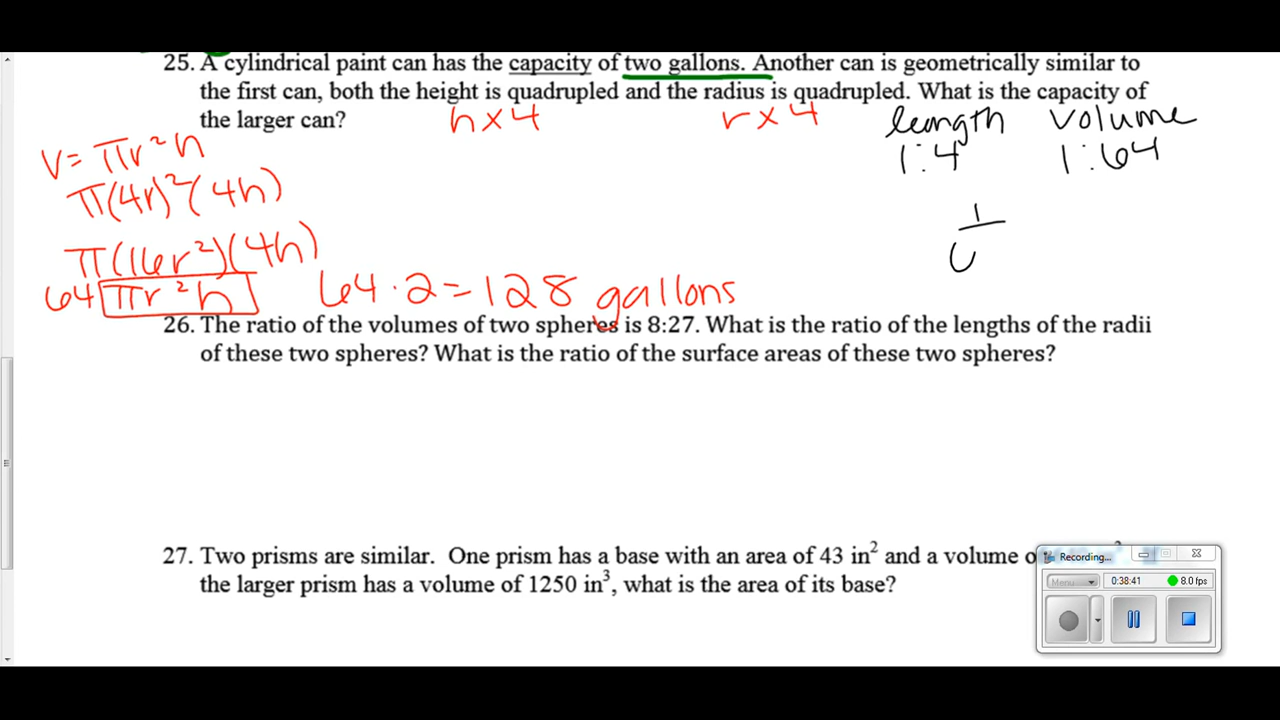 25. A cylindrical paint can has the capacity of two gallons. Another can is geometrically similar to
the first can, both the height is quadrupled and the radius is quadrupled. What is the capacity of
the larger can?
h x 4
r x 4
length
volume
1:4
1:64
V = πr²h
π(4r)²(4h)
π(16r²)(4h)
64 πr²h
64 · 2 = 128 gallons
1
26. The ratio of the volumes of two spheres is 8:27. What is the ratio of the lengths of the radii
of these two spheres? What is the ratio of the surface areas of these two spheres?
27. Two prisms are similar. One prism has a base with an area of 43 in² and a volume
the larger prism has a volume of 1250 in³, what is the area of its base?
Recording...
Menu
0:38:41
8.0 fps